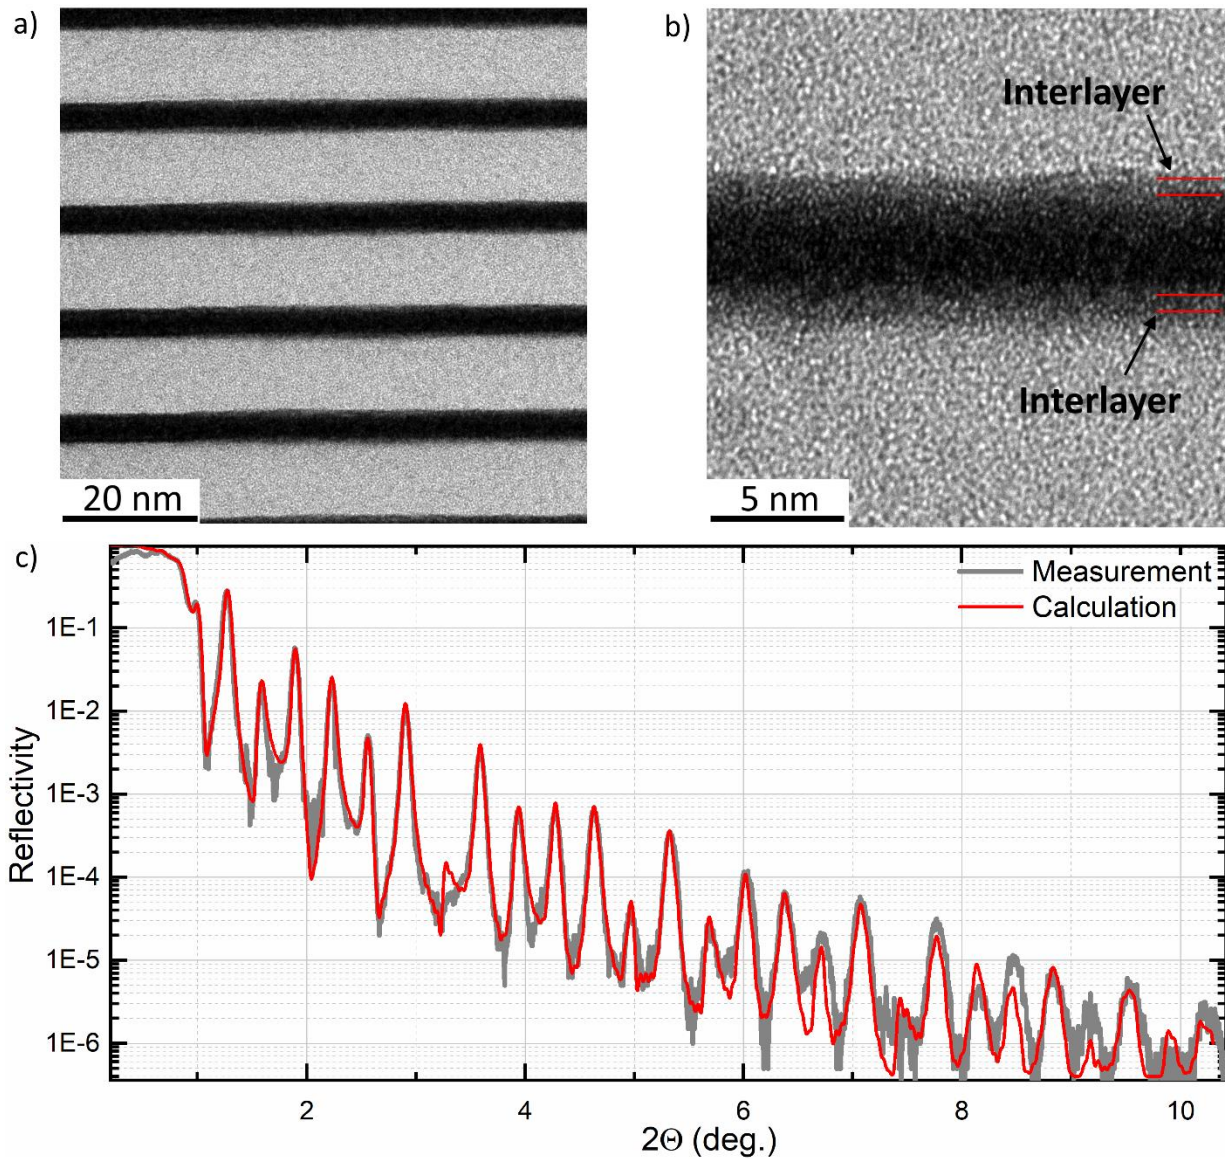 a)
20 nm
b)
Interlayer
Interlayer
5 nm
c)
Measurement
Calculation
Reflectivity
1E-1
1E-2
1E-3
1E-4
1E-5
1E-6
2
4
6
8
10
2Θ (deg.)